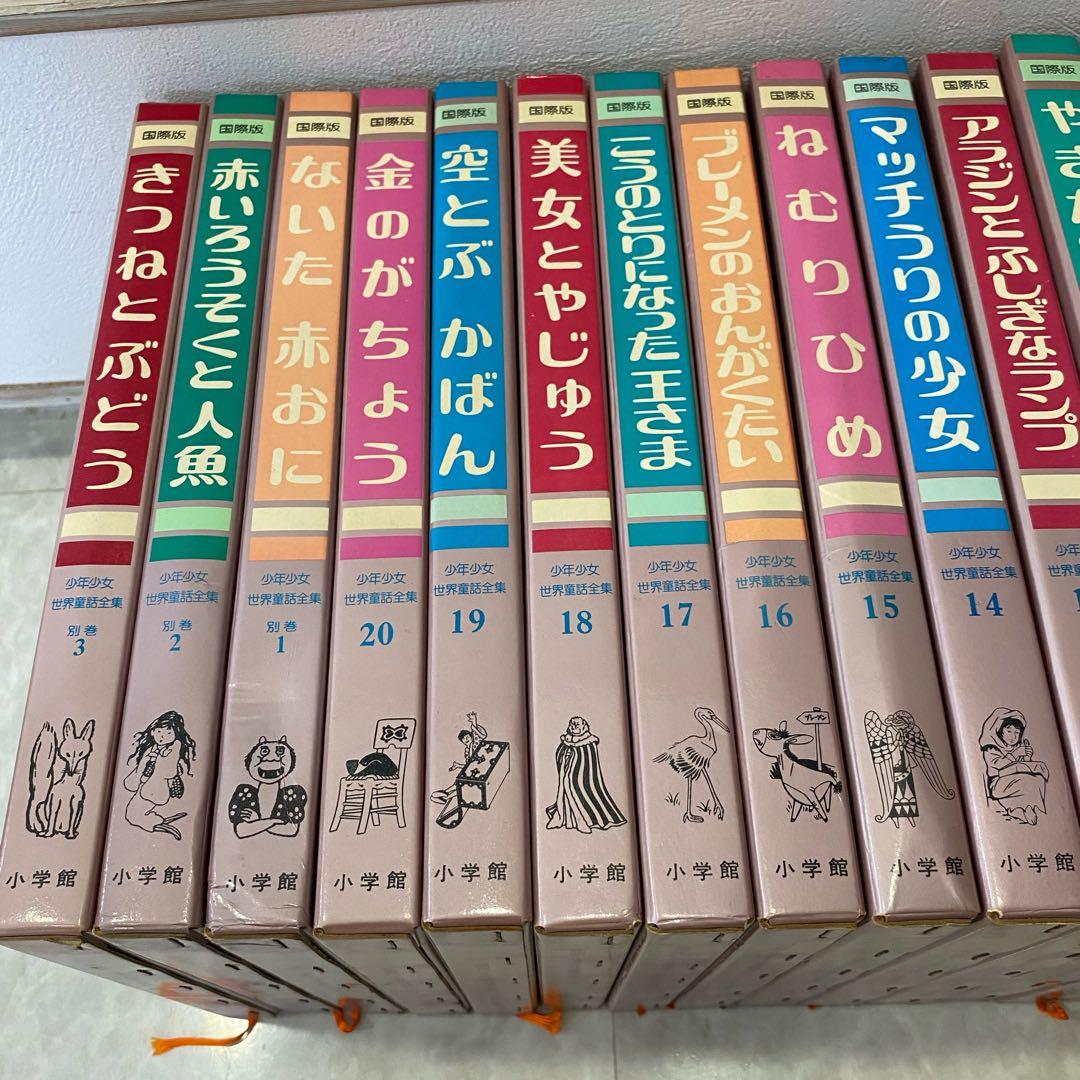 国際版
きつねとぶどう
少年少女
世界童話全集
別巻
3
小学館
国際版
赤いろうそくと人魚
少年少女
世界童話全集
別巻
2
小学館
国際版
ないた 赤おに
少年少女
世界童話全集
別巻
1
小学館
国際版
金のがちょう
少年少女
世界童話全集
20
小学館
国際版
空とぶ かばん
少年少女
世界童話全集
19
小学館
国際版
美女とやじゅう
少年少女
世界童話全集
18
小学館
国際版
こうのとりになった王さま
少年少女
世界童話全集
17
小学館
国際版
ブレーメンのおんがくたい
少年少女
世界童話全集
16
ブレーメン
小学館
国際版
ねむりひめ
少年少女
世界童話全集
15
小学館
国際版
マッチうりの少女
少年少女
世界童話全集
14
小学館
国際版
アラジンとふしぎなランプ
国際版